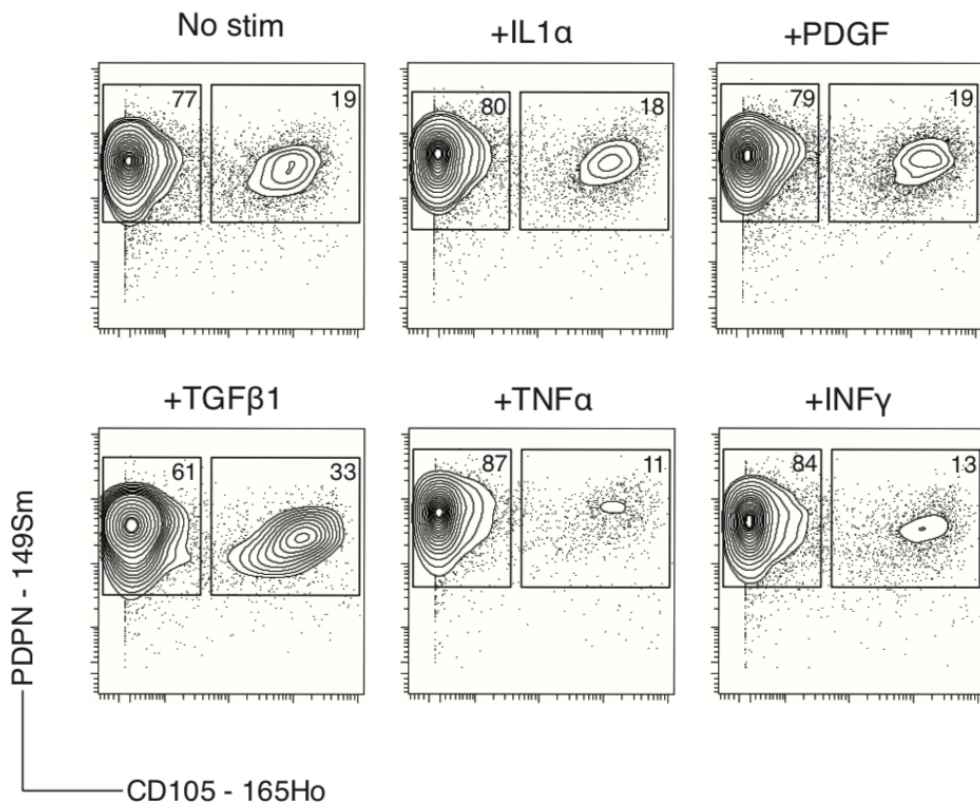 No stim
+IL1α
+PDGF
77
19
80
18
79
19
+TGFβ1
+TNFα
+INFγ
61
33
87
11
84
13
PDPN - 149Sm
CD105 - 165Ho